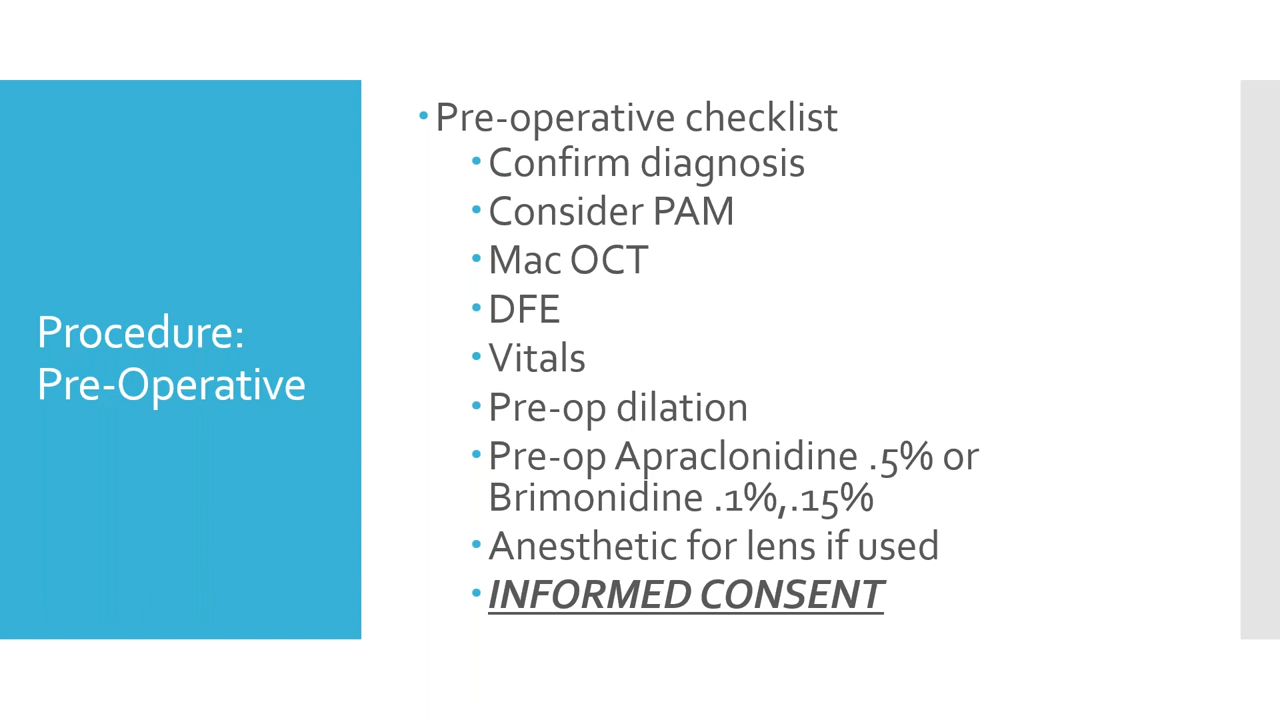 Procedure:
Pre-Operative
• Pre-operative checklist
• Confirm diagnosis
• Consider PAM
• Mac OCT
• DFE
• Vitals
• Pre-op dilation
• Pre-op Apraclonidine .5% or
Brimonidine .1%,.15%
• Anesthetic for lens if used
• INFORMED CONSENT